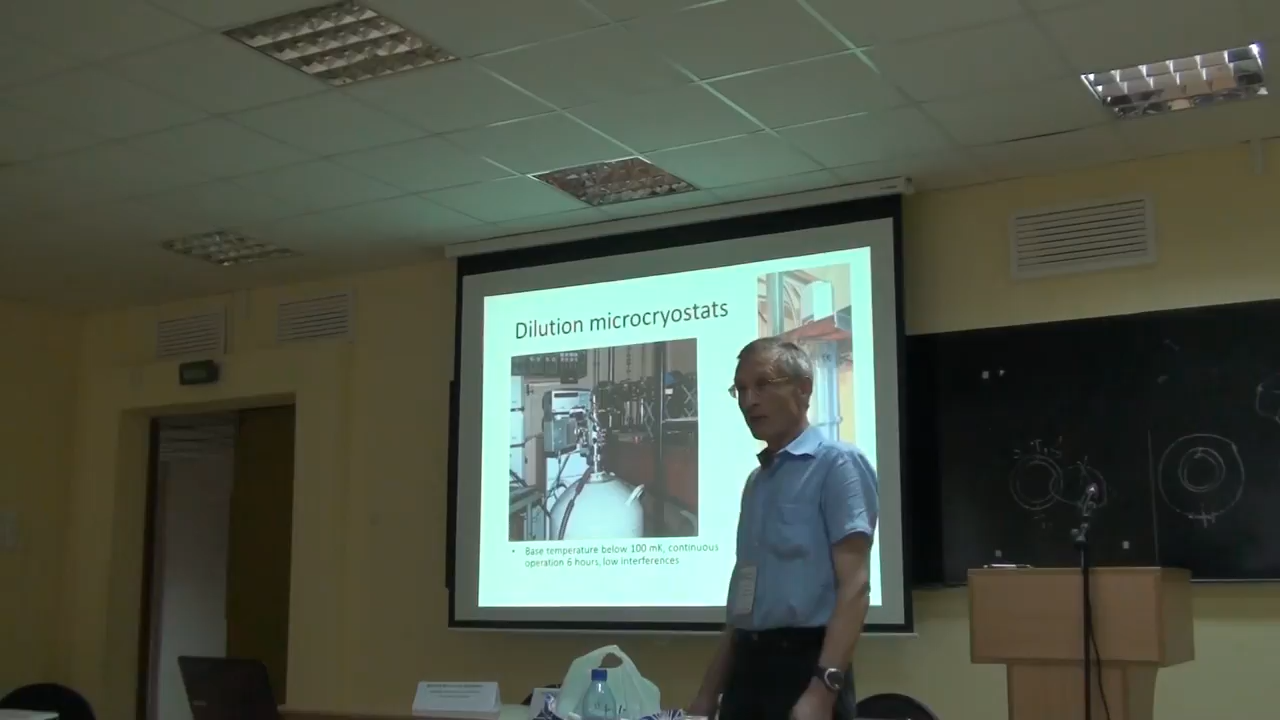 Dilution microcryostats
• Base temperature below 100 mK, continuous
operation 6 hours, low interferences